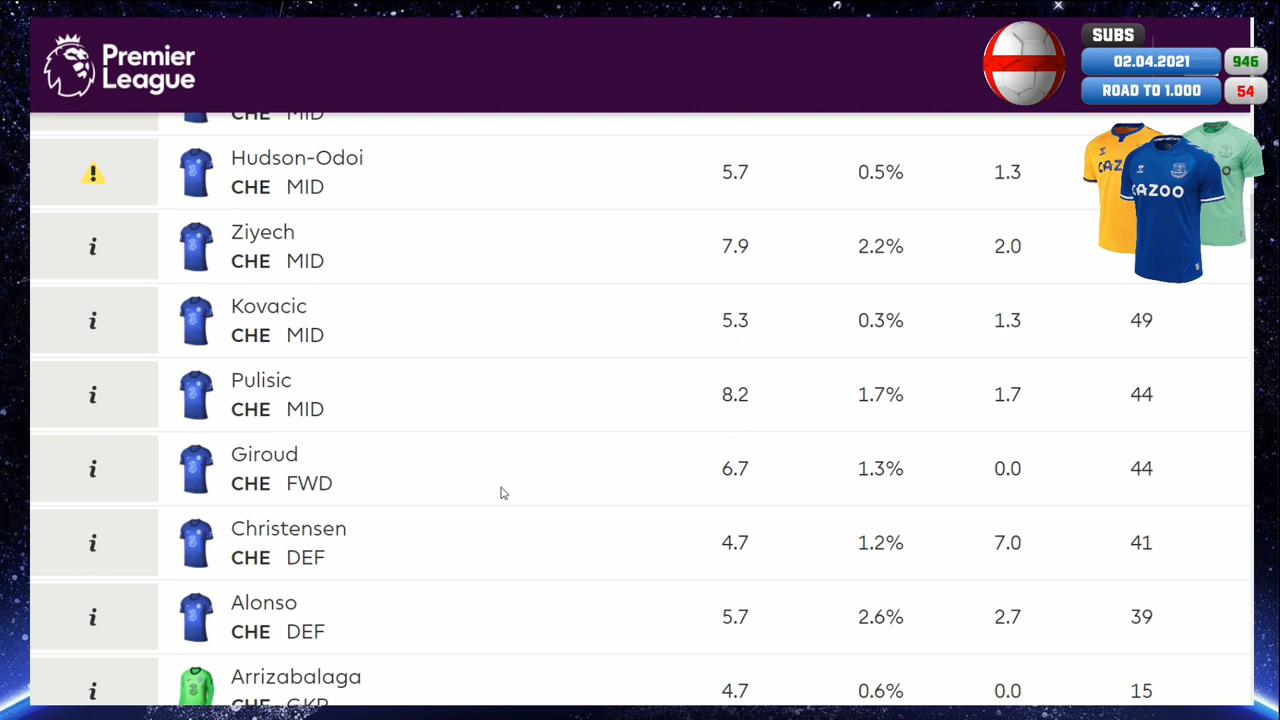 Premier
League
SUBS
02.04.2021 946
ROAD TO 1.000 54
CHE MID
Hudson-Odoi
CHE MID
5.7 0.5% 1.3
CAZOO
Ziyech
CHE MID
7.9 2.2% 2.0
Kovacic
CHE MID
5.3 0.3% 1.3 49
Pulisic
CHE MID
8.2 1.7% 1.7 44
Giroud
CHE FWD
6.7 1.3% 0.0 44
Christensen
CHE DEF
4.7 1.2% 7.0 41
Alonso
CHE DEF
5.7 2.6% 2.7 39
Arrizabalaga
CHE GKP
4.7 0.6% 0.0 15